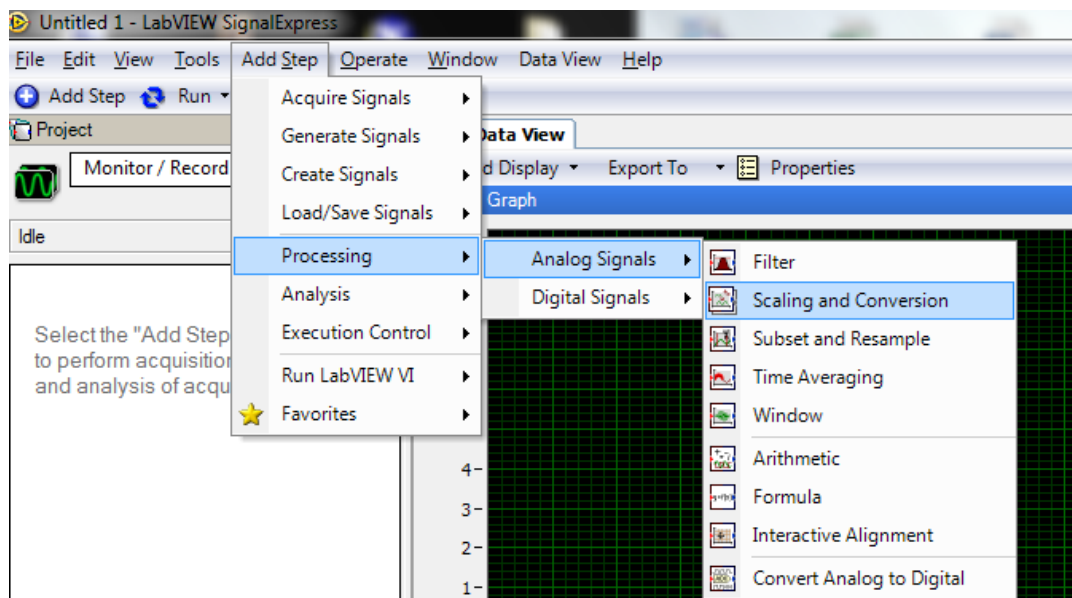 Untitled 1 - LabVIEW SignalExpress
File Edit View Tools Add Step Operate Window Data View Help
Add Step Run
Project
Monitor / Record
Idle
Select the "Add Step
to perform acquisition
and analysis of acqu
Acquire Signals
Generate Signals
Create Signals
Load/Save Signals
Processing
Analysis
Execution Control
Run LabVIEW VI
Favorites
Analog Signals
Digital Signals
Filter
Scaling and Conversion
Subset and Resample
Time Averaging
Window
Arithmetic
Formula
Interactive Alignment
Convert Analog to Digital
Data View
d Display Export To Properties
Graph
4
3
2
1